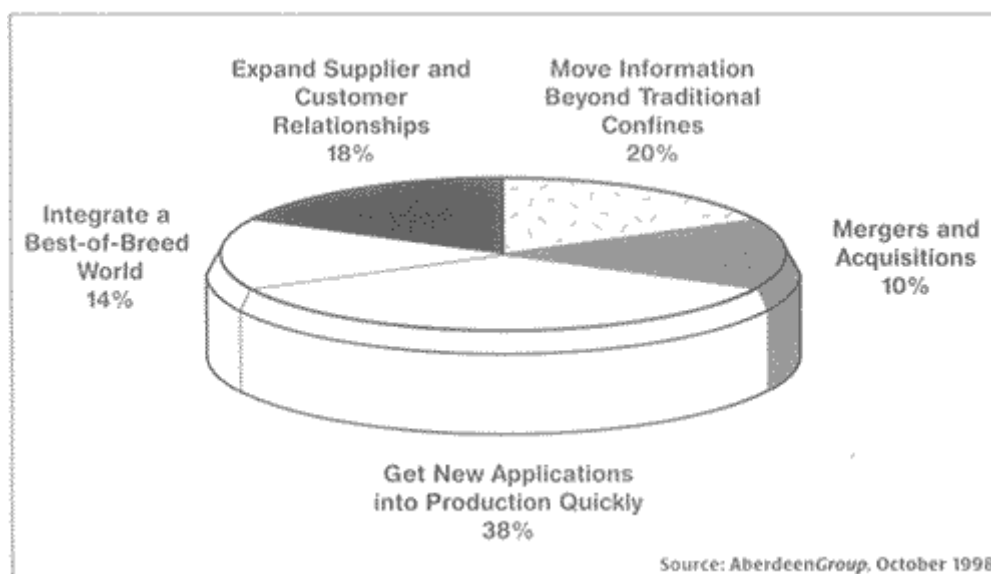 Expand Supplier and
Customer
Relationships
18%
Move Information
Beyond Traditional
Confines
20%
Integrate a
Best-of-Breed
World
14%
Mergers and
Acquisitions
10%
Get New Applications
into Production Quickly
38%
Source: AberdeenGroup, October 1998